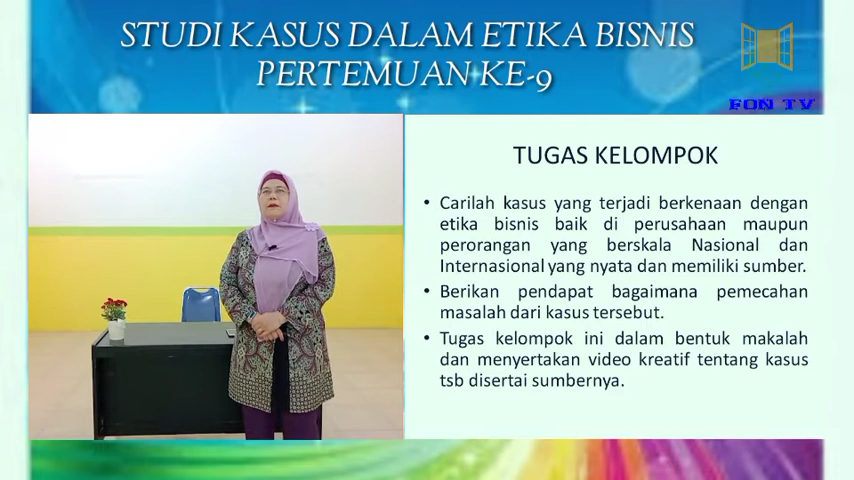 STUDI KASUS DALAM ETIKA BISNIS
PERTEMUAN KE-9
FON TV
TUGAS KELOMPOK
• Carilah kasus yang terjadi berkenaan dengan
etika bisnis baik di perusahaan maupun
perorangan yang berskala Nasional dan
Internasional yang nyata dan memiliki sumber.
• Berikan pendapat bagaimana pemecahan
masalah dari kasus tersebut.
• Tugas kelompok ini dalam bentuk makalah
dan menyertakan video kreatif tentang kasus
tsb disertai sumbernya.